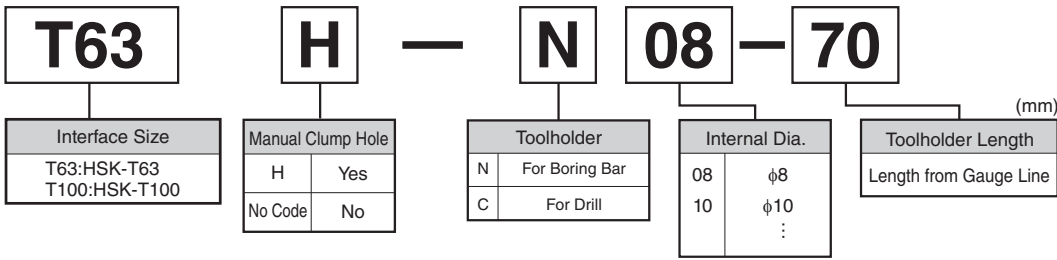 T63 H — N 08 — 70
(mm)
Interface Size
T63:HSK-T63
T100:HSK-T100
Manual Clump Hole
H Yes
No Code No
Toolholder
N For Boring Bar
C For Drill
Internal Dia.
08 ϕ8
10 ϕ10
⋮
Toolholder Length
Length from Gauge Line